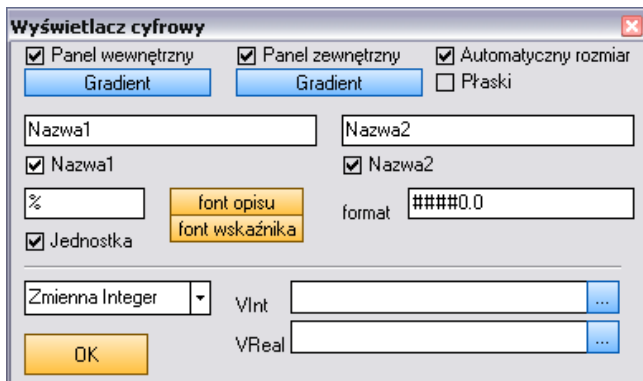 Wyświetlacz cyfrowy
Panel wewnętrzny Panel zewnętrzny Automatyczny rozmiar
Gradient Gradient Płaski
Nazwa1 Nazwa2
Nazwa1 Nazwa2
% font opisu format ####0.0
Jednostka font wskaźnika
Zmienna Integer VInt ...
OK VReal ...